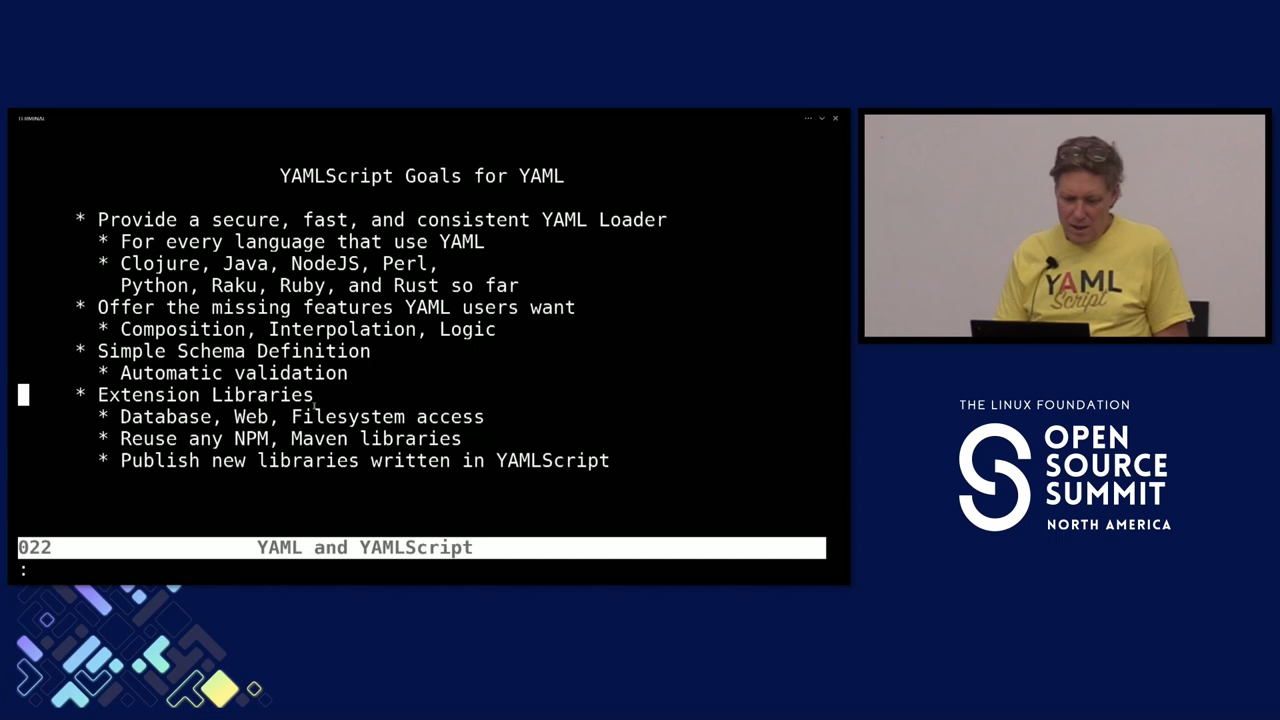 TERMINAL
YAMLScript Goals for YAML
* Provide a secure, fast, and consistent YAML Loader
* For every language that use YAML
* Clojure, Java, NodeJS, Perl,
Python, Raku, Ruby, and Rust so far
* Offer the missing features YAML users want
* Composition, Interpolation, Logic
* Simple Schema Definition
* Automatic validation
* Extension Libraries
* Database, Web, Filesystem access
* Reuse any NPM, Maven libraries
* Publish new libraries written in YAMLScript
022 YAML and YAMLScript
:
YAML
Script
THE LINUX FOUNDATION
OPEN
SOURCE
SUMMIT
NORTH AMERICA